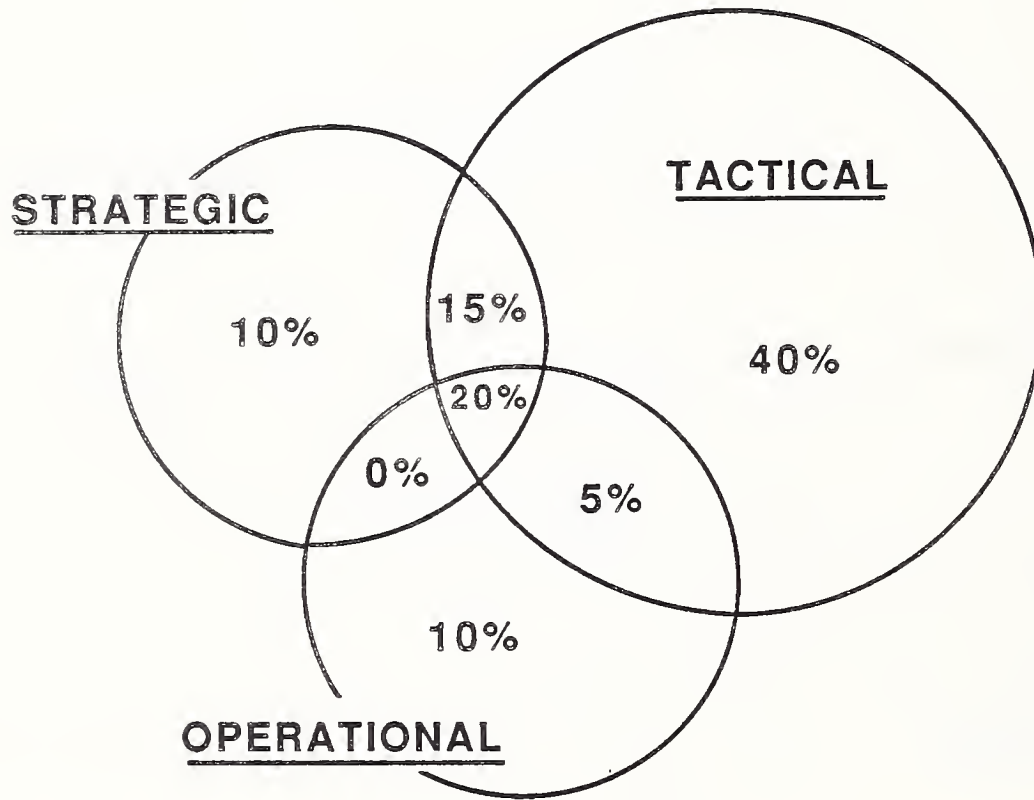 TACTICAL
STRATEGIC
15%
10%
40%
20%
0%
5%
10%
OPERATIONAL